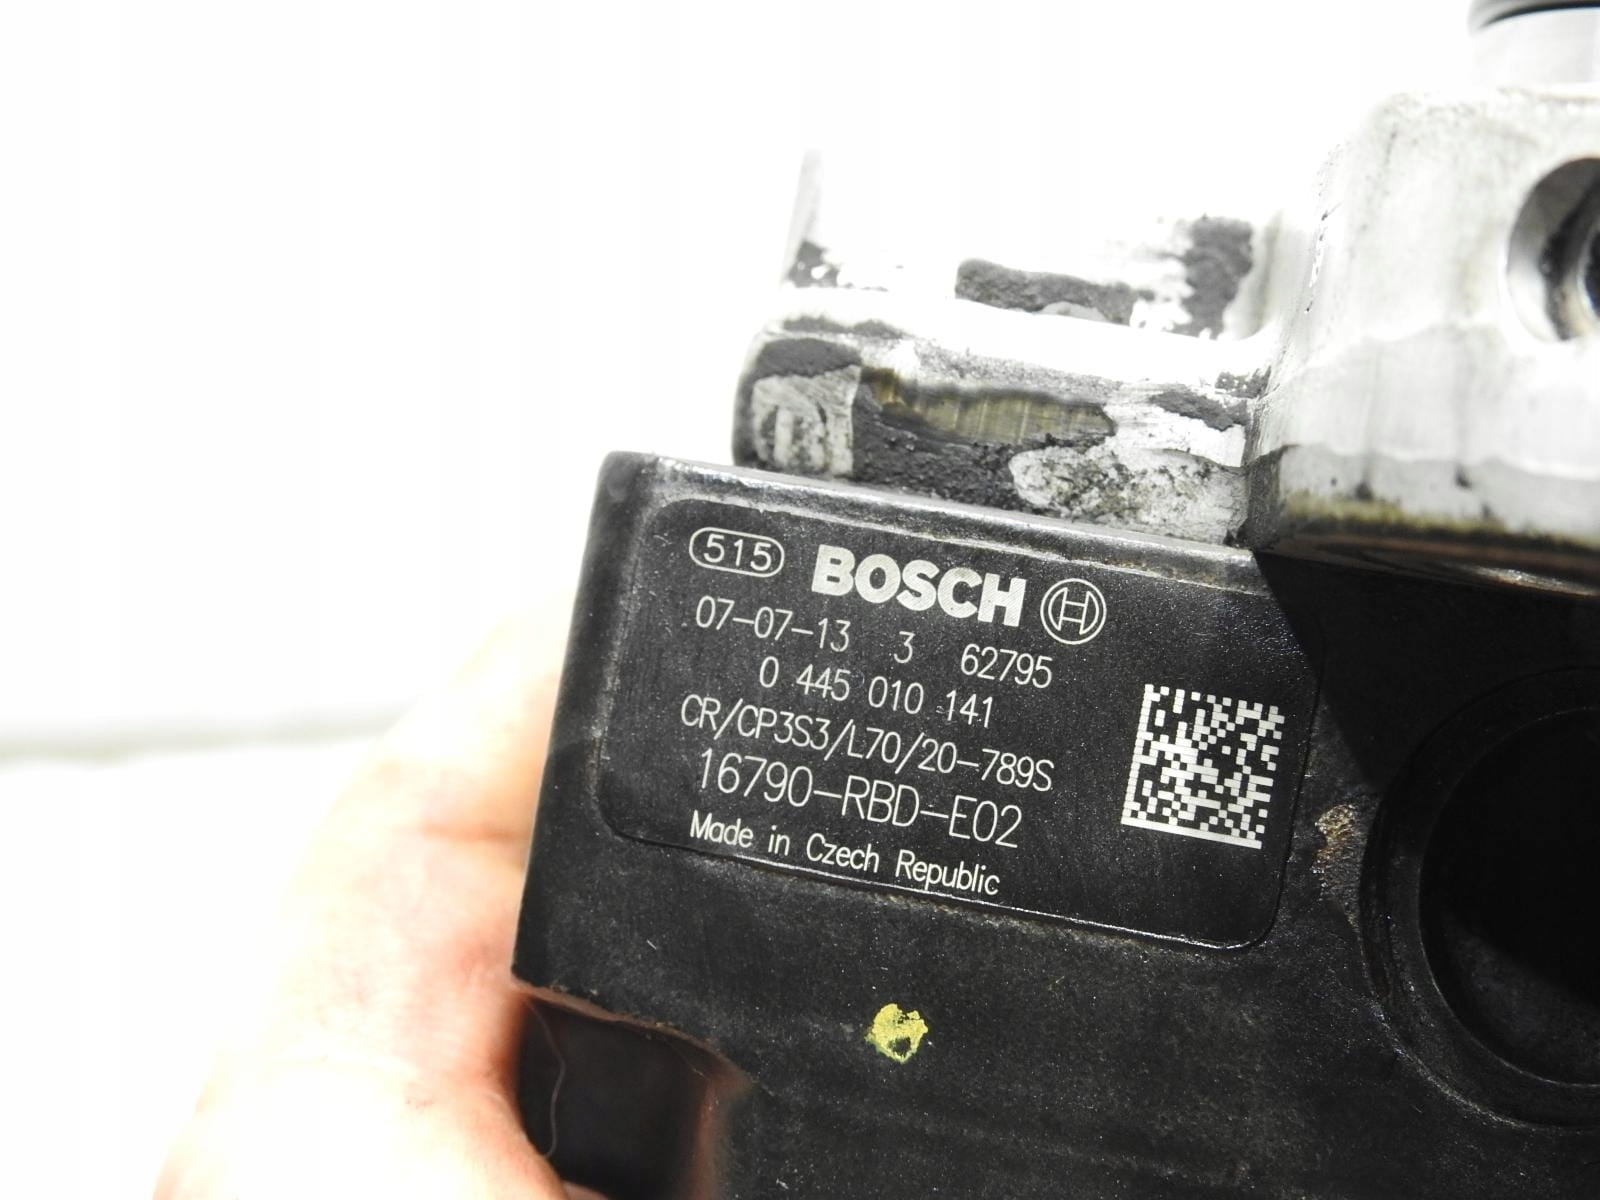 515 BOSCH
07-07-13 3 62795
0 445 010 141
CR/CP3S3/L70/20-789S
16790-RBD-E02
Made in Czech Republic